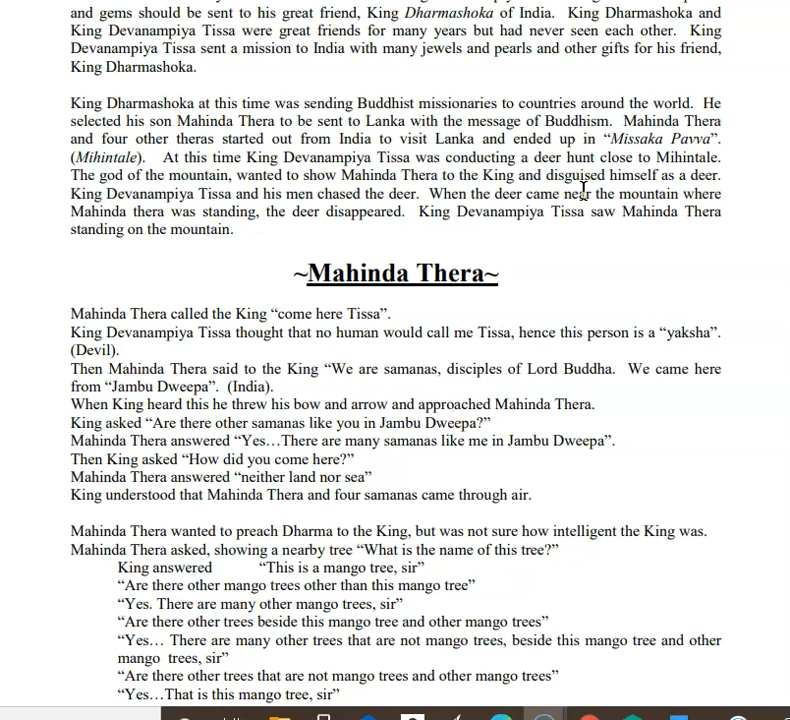 and gems should be sent to his great friend, King Dharmashoka of India. King Dharmashoka and
King Devanampiya Tissa were great friends for many years but had never seen each other. King
Devanampiya Tissa sent a mission to India with many jewels and pearls and other gifts for his friend,
King Dharmashoka.
King Dharmashoka at this time was sending Buddhist missionaries to countries around the world. He
selected his son Mahinda Thera to be sent to Lanka with the message of Buddhism. Mahinda Thera
and four other theras started out from India to visit Lanka and ended up in “Missaka Pavva”.
(Mihintale). At this time King Devanampiya Tissa was conducting a deer hunt close to Mihintale.
The god of the mountain, wanted to show Mahinda Thera to the King and disguised himself as a deer.
King Devanampiya Tissa and his men chased the deer. When the deer came near the mountain where
Mahinda thera was standing, the deer disappeared. King Devanampiya Tissa saw Mahinda Thera
standing on the mountain.
~Mahinda Thera~
Mahinda Thera called the King “come here Tissa”.
King Devanampiya Tissa thought that no human would call me Tissa, hence this person is a “yaksha”.
(Devil).
Then Mahinda Thera said to the King “We are samanas, disciples of Lord Buddha. We came here
from “Jambu Dweepa”. (India).
When King heard this he threw his bow and arrow and approached Mahinda Thera.
King asked “Are there other samanas like you in Jambu Dweepa?”
Mahinda Thera answered “Yes…There are many samanas like me in Jambu Dweepa”.
Then King asked “How did you come here?”
Mahinda Thera answered “neither land nor sea”
King understood that Mahinda Thera and four samanas came through air.
Mahinda Thera wanted to preach Dharma to the King, but was not sure how intelligent the King was.
Mahinda Thera asked, showing a nearby tree “What is the name of this tree?”
King answered “This is a mango tree, sir”
“Are there other mango trees other than this mango tree”
“Yes. There are many other mango trees, sir”
“Are there other trees beside this mango tree and other mango trees”
“Yes… There are many other trees that are not mango trees, beside this mango tree and other
mango trees, sir”
“Are there other trees that are not mango trees and other mango trees”
“Yes…That is this mango tree, sir”